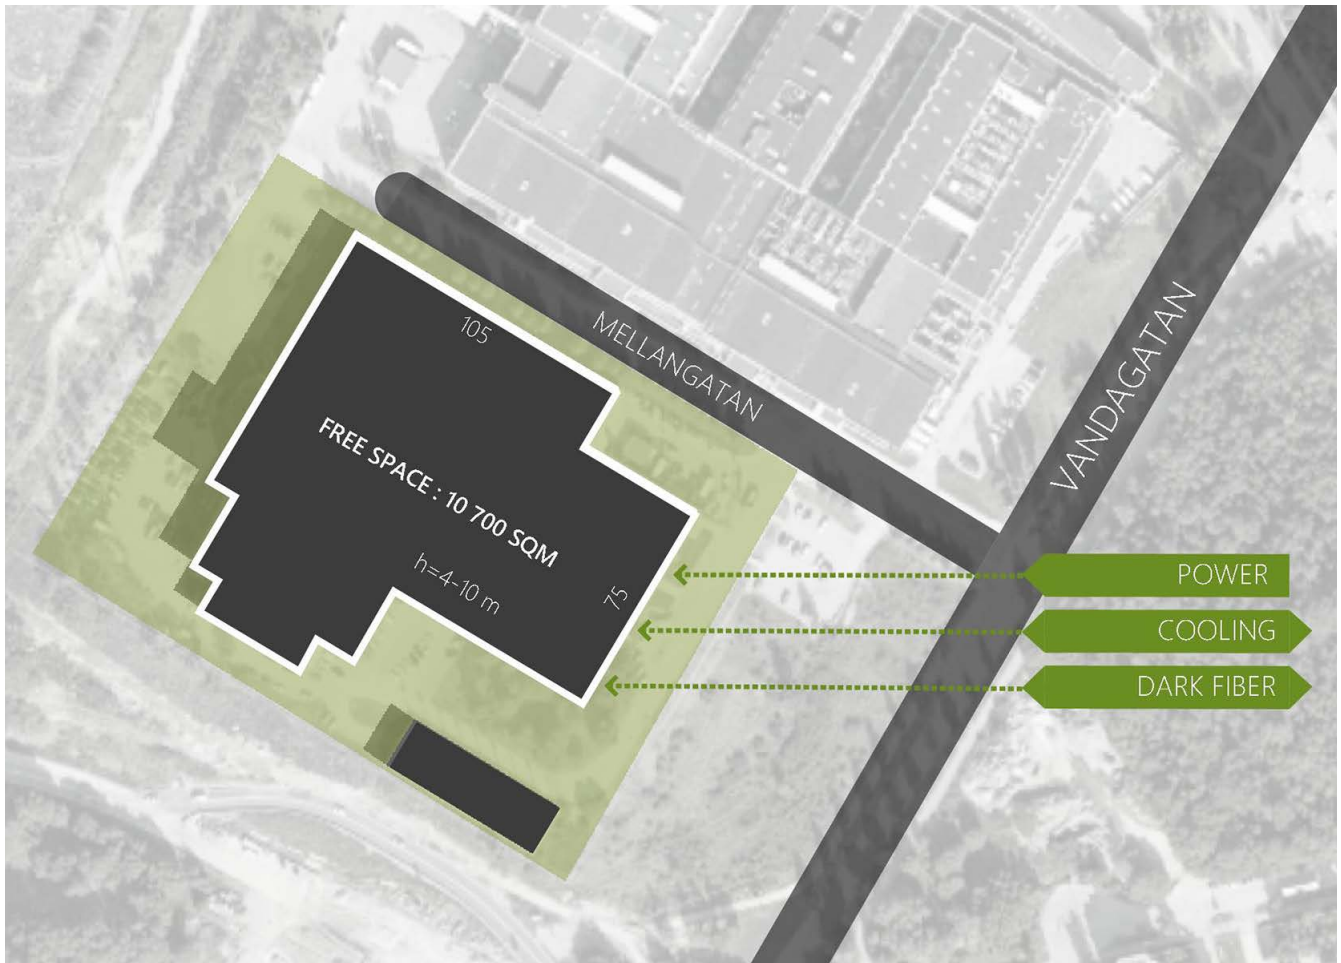 105
MELLANGATAN
VANDAGATAN
FREE SPACE : 10 700 SQM
h=4-10 m
75
POWER
COOLING
DARK FIBER